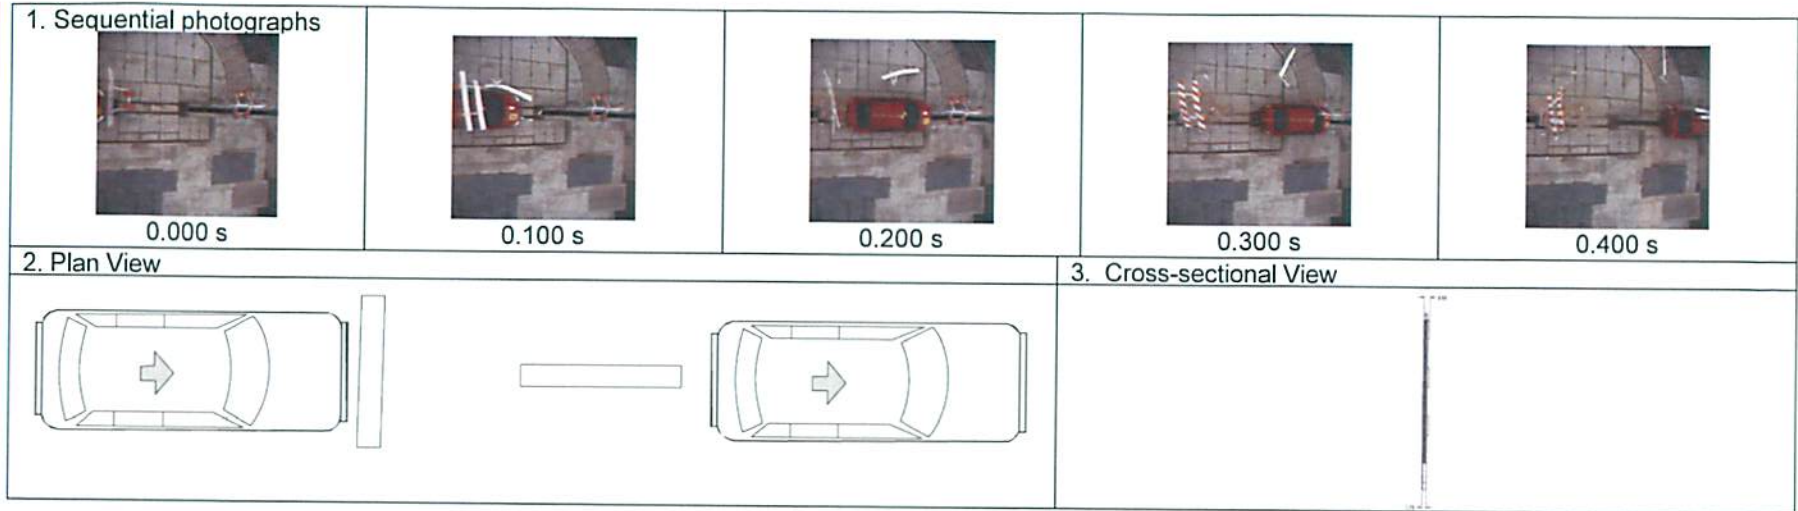 1. Sequential photographs
0.000 s
0.100 s
0.200 s
0.300 s
0.400 s
2. Plan View
3. Cross-sectional View